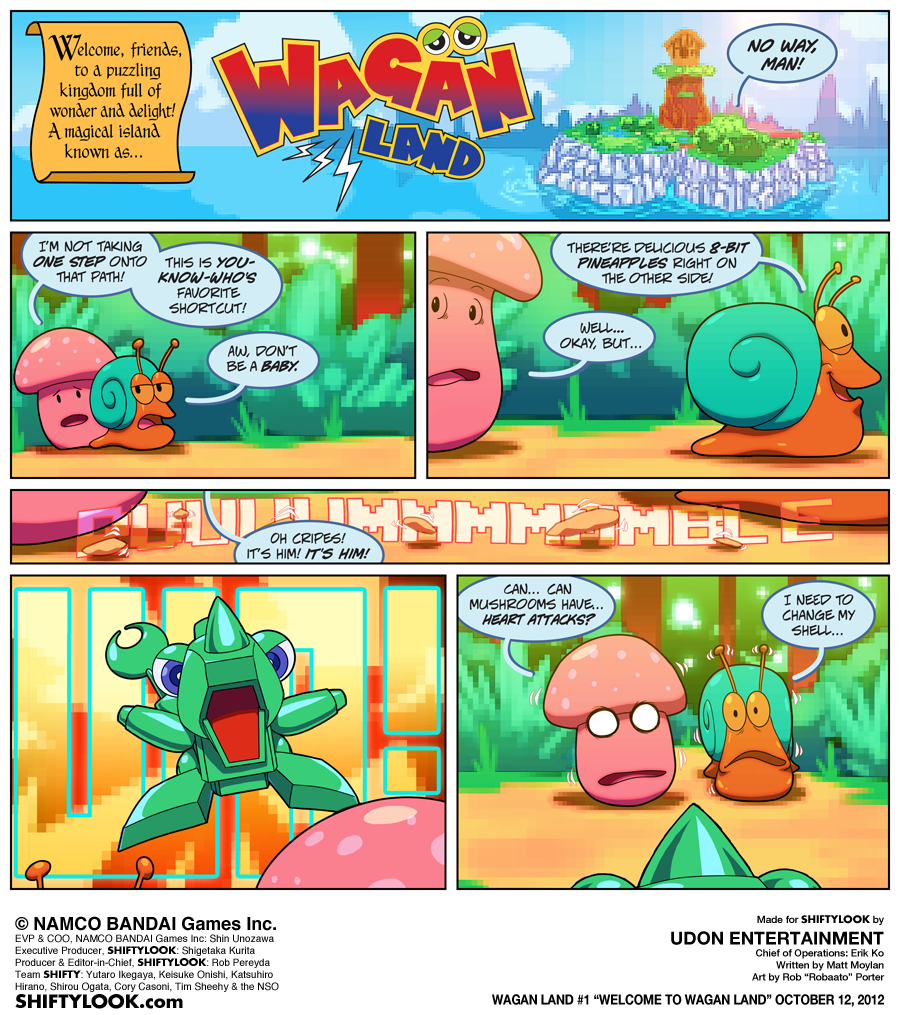 Welcome, friends,
to a puzzling
kingdom full of
wonder and delight!
A magical island
known as...
WAGAN
LAND
NO WAY,
MAN!
I'M NOT TAKING
ONE STEP ONTO
THAT PATH!
THIS IS YOU-
KNOW-WHO'S
FAVORITE
SHORTCUT!
AW, DON'T
BE A BABY.
THERE'RE DELICIOUS 8-BIT
PINEAPPLES RIGHT ON
THE OTHER SIDE!
WELL...
OKAY, BUT...
OH CRIPES!
IT'S HIM! IT'S HIM!
CAN... CAN
MUSHROOMS HAVE...
HEART ATTACKS?
I NEED TO
CHANGE MY
SHELL...
© NAMCO BANDAI Games Inc.
EVP & COO, NAMCO BANDAI Games Inc: Shin Unozawa
Executive Producer, SHIFTYLOOK: Shigetaka Kurita
Producer & Editor-in-Chief, SHIFTYLOOK: Rob Pereyda
Team SHIFTY: Yutaro Ikegaya, Keisuke Onishi, Katsuhiro
Hirano, Shirou Ogata, Cory Casoni, Tim Sheehy & the NSO
SHIFTYLOOK.com
Made for SHIFTYLOOK by
UDON ENTERTAINMENT
Chief of Operations: Erik Ko
Written by Matt Moylan
Art by Rob "Robaato" Porter
WAGAN LAND #1 "WELCOME TO WAGAN LAND" OCTOBER 12, 2012